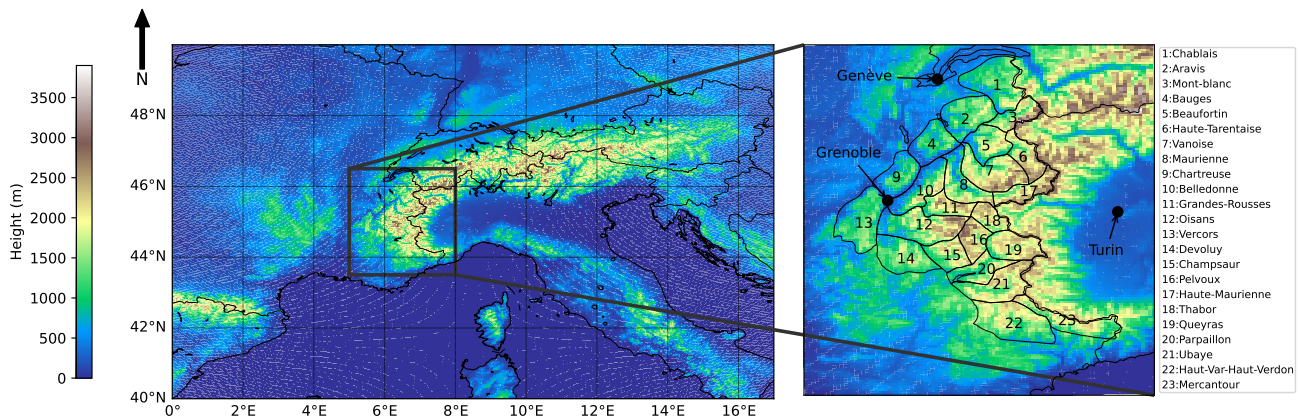 Height (m)
3500
3000
2500
2000
1500
1000
500
0
N
48°N
46°N
44°N
42°N
40°N
0°
2°E
4°E
6°E
8°E
10°E
12°E
14°E
16°E
Genève
Grenoble
Turin
1
2
3
4
5
6
7
8
9
10
11
12
13
14
15
16
17
18
19
20
21
22
23
1:Chablais
2:Aravis
3:Mont-blanc
4:Bauges
5:Beaufortin
6:Haute-Tarentaise
7:Vanoise
8:Maurienne
9:Chartreuse
10:Belledonne
11:Grandes-Rousses
12:Oisans
13:Vercors
14:Devoluy
15:Champsaur
16:Pelvoux
17:Haute-Maurienne
18:Thabor
19:Queyras
20:Parpaillon
21:Ubaye
22:Haut-Var-Haut-Verdon
23:Mercantour